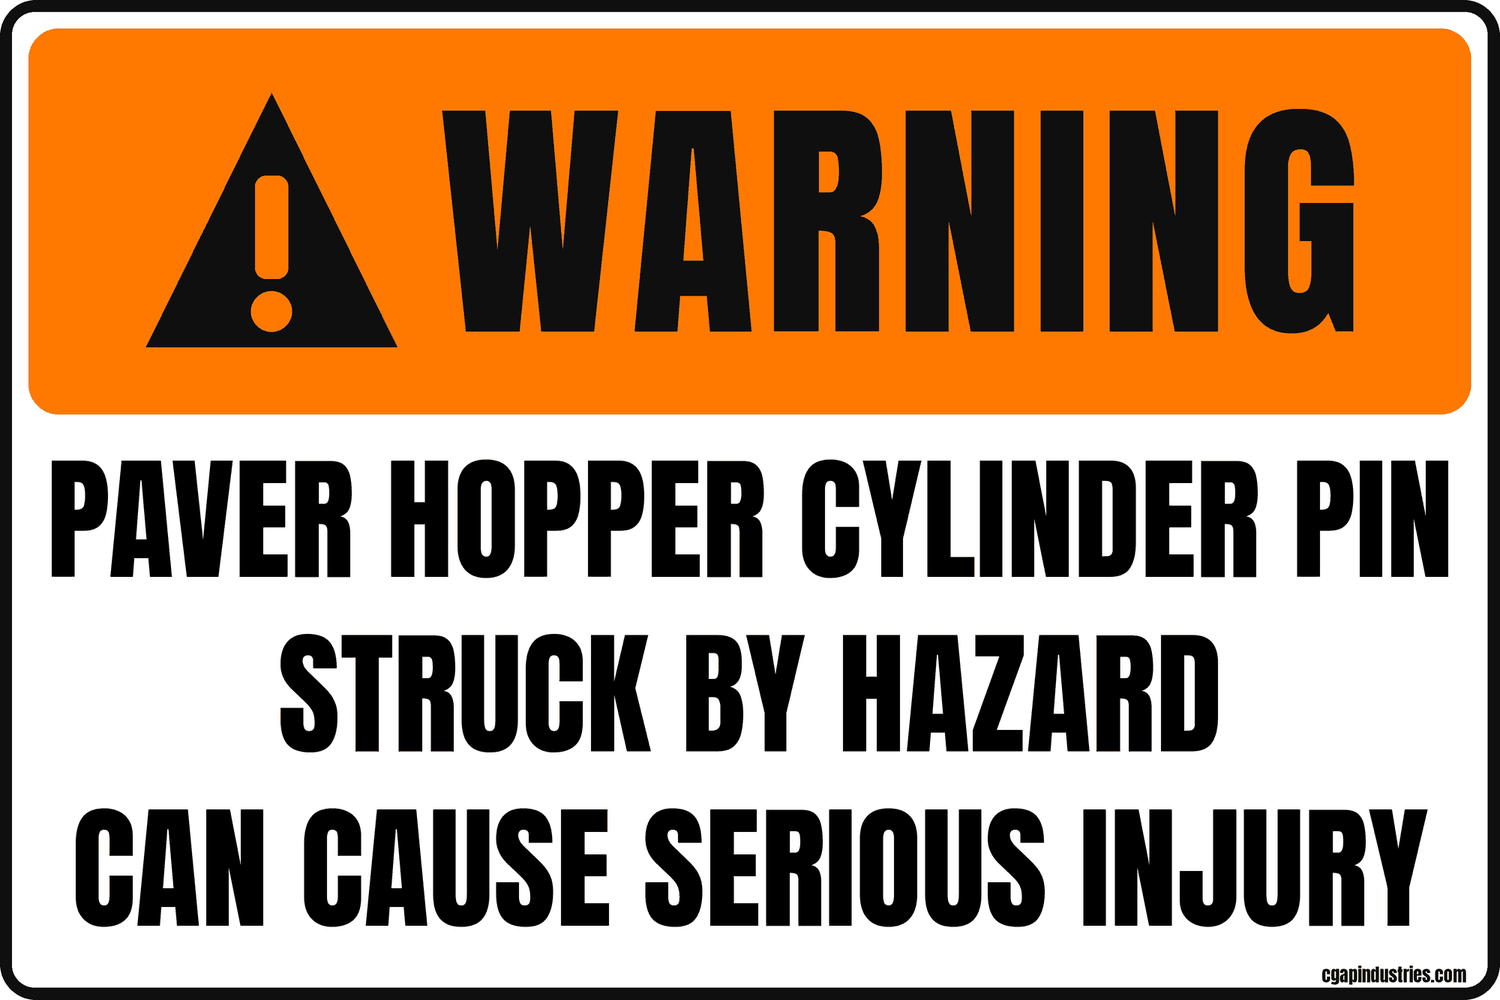 WARNING
PAVER HOPPER CYLINDER PIN
STRUCK BY HAZARD
CAN CAUSE SERIOUS INJURY
cgapindustries.com